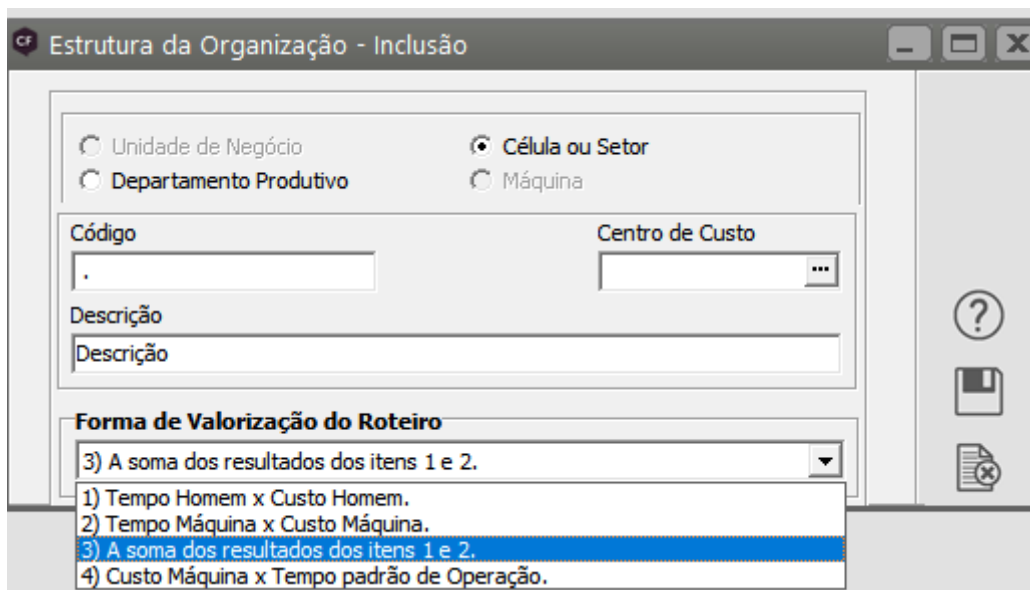 CF Estrutura da Organização - Inclusão
Unidade de Negócio Célula ou Setor
Departamento Produtivo Máquina
Código Centro de Custo
. ...
Descrição
Descrição
Forma de Valorização do Roteiro
3) A soma dos resultados dos itens 1 e 2.
1) Tempo Homem x Custo Homem.
2) Tempo Máquina x Custo Máquina.
3) A soma dos resultados dos itens 1 e 2.
4) Custo Máquina x Tempo padrão de Operação.